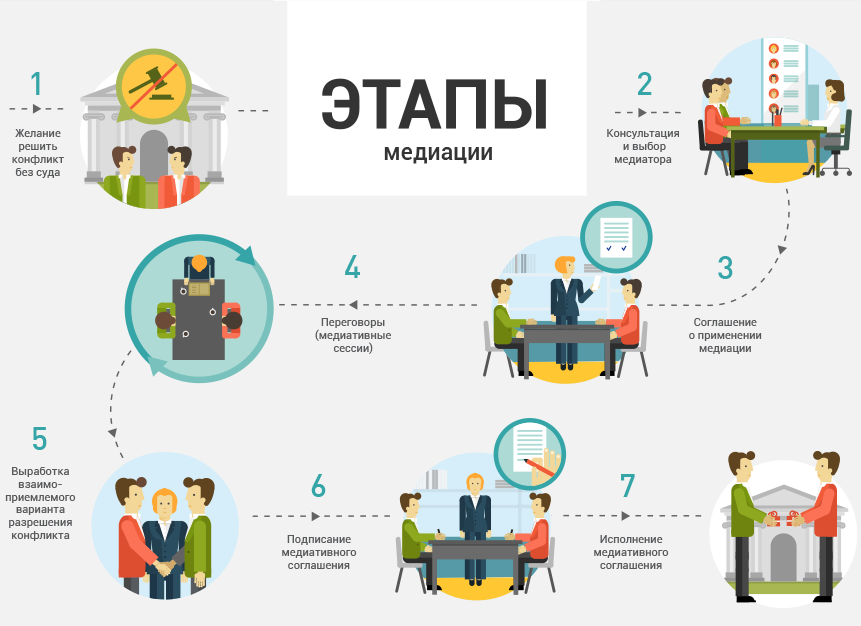 ЭТАПЫ
медиации
1
Желание
решить
конфликт
без суда
2
Консультация
и выбор
медиатора
3
Соглашение
о применении
медиации
4
Переговоры
(медиативные
сессии)
5
Выработка
взаимо-
приемлемого
варианта
разрешения
конфликта
6
Подписание
медиативного
соглашения
7
Исполнение
медиативного
соглашения